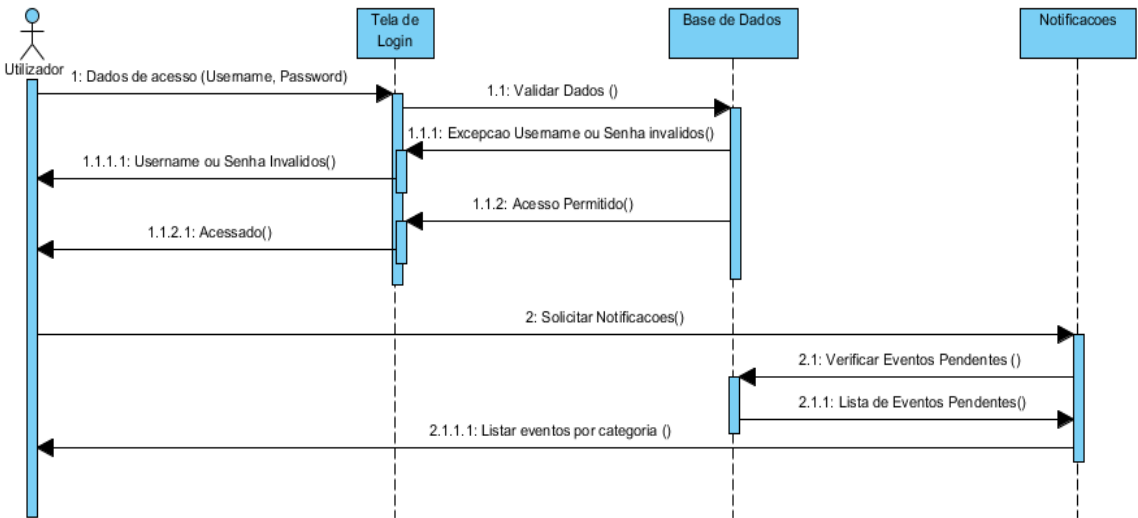 Tela de
Login
Base de Dados
Notificacoes
Utilizador
1: Dados de acesso (Username, Password)
1.1: Validar Dados ()
1.1.1: Excepcao Username ou Senha invalidos()
1.1.1.1: Username ou Senha Invalidos()
1.1.2: Acesso Permitido()
1.1.2.1: Acessado()
2: Solicitar Notificacoes()
2.1: Verificar Eventos Pendentes ()
2.1.1: Lista de Eventos Pendentes()
2.1.1.1: Listar eventos por categoria ()